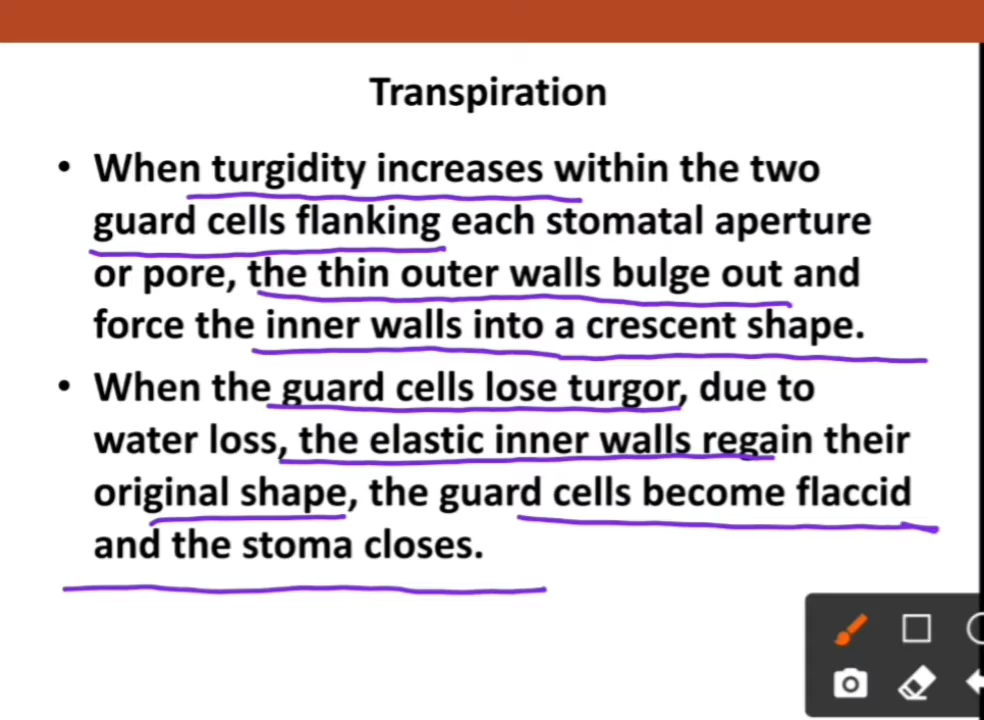 Transpiration
• When turgidity increases within the two
guard cells flanking each stomatal aperture
or pore, the thin outer walls bulge out and
force the inner walls into a crescent shape.
• When the guard cells lose turgor, due to
water loss, the elastic inner walls regain their
original shape, the guard cells become flaccid
and the stoma closes.